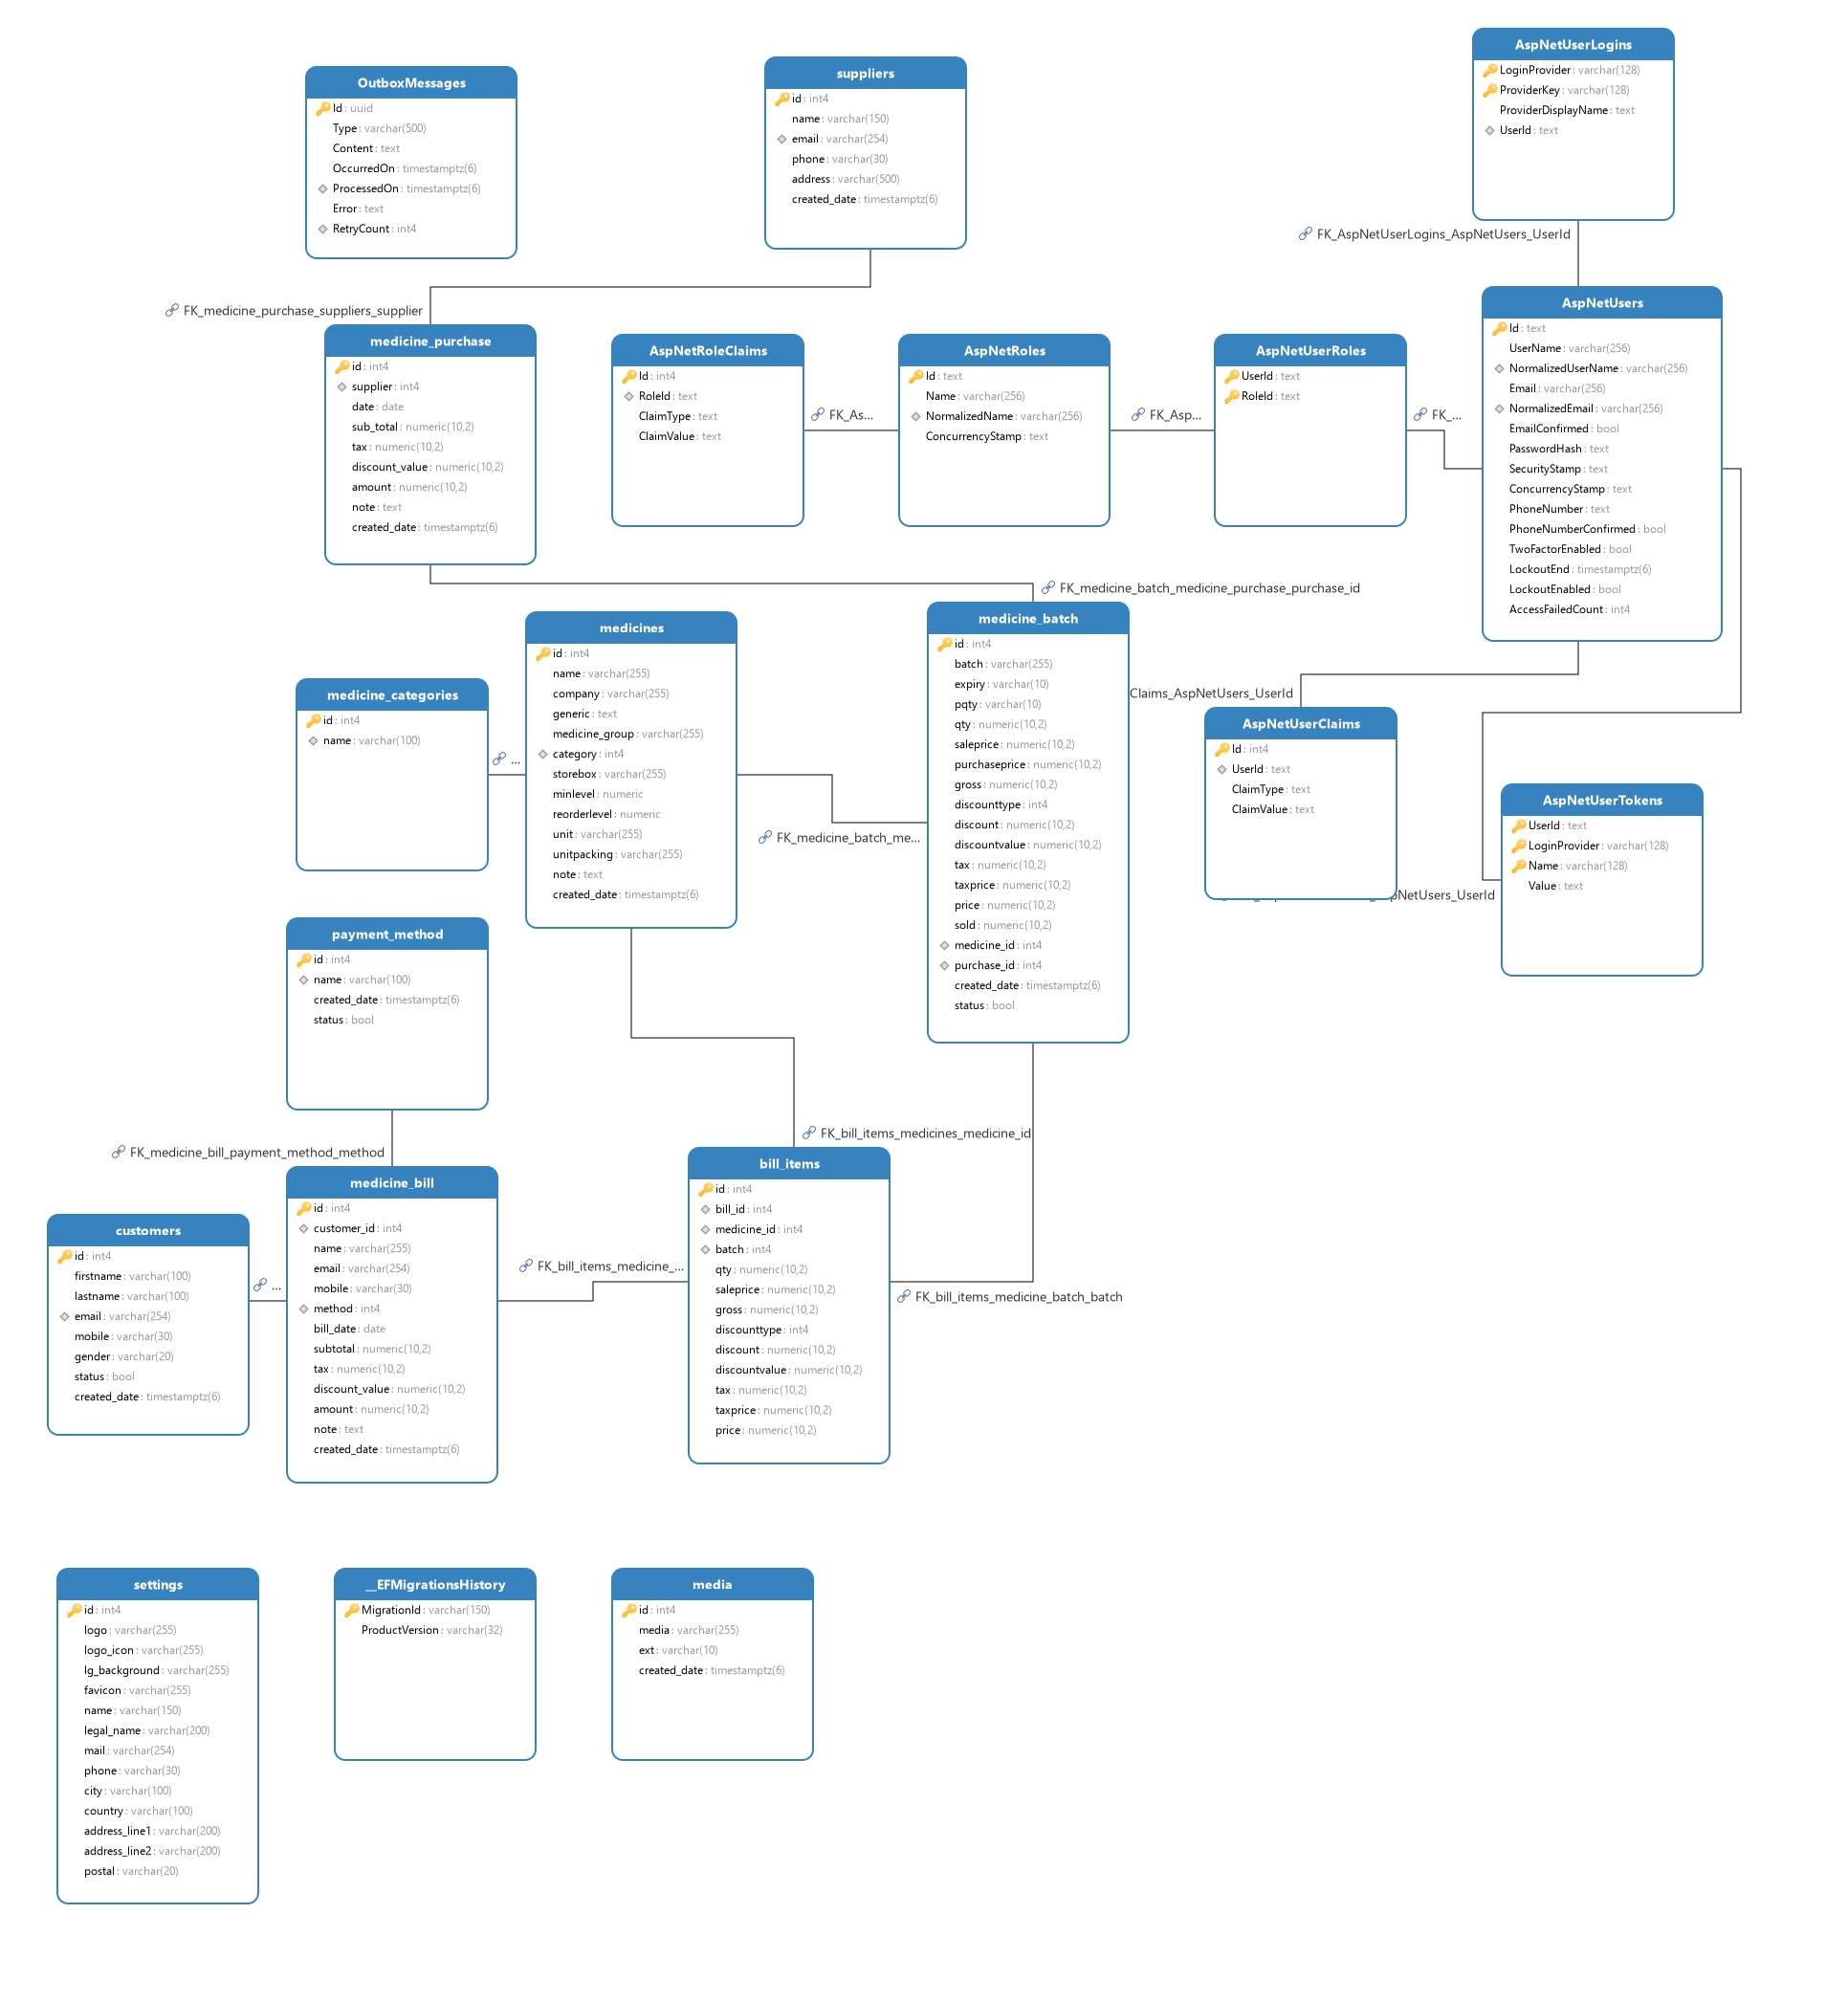 OutboxMessages
Id : uuid
Type : varchar(500)
Content : text
OccurredOn : timestamptz(6)
ProcessedOn : timestamptz(6)
Error : text
RetryCount : int4
suppliers
id : int4
name : varchar(150)
email : varchar(254)
phone : varchar(30)
address : varchar(500)
created_date : timestamptz(6)
AspNetUserLogins
LoginProvider : varchar(128)
ProviderKey : varchar(128)
ProviderDisplayName : text
UserId : text
FK_AspNetUserLogins_AspNetUsers_UserId
FK_medicine_purchase_suppliers_supplier
medicine_purchase
id : int4
supplier : int4
date : date
sub_total : numeric(10,2)
tax : numeric(10,2)
discount_value : numeric(10,2)
amount : numeric(10,2)
note : text
created_date : timestamptz(6)
AspNetRoleClaims
Id : int4
RoleId : text
ClaimType : text
ClaimValue : text
FK_As...
AspNetRoles
Id : text
Name : varchar(256)
NormalizedName : varchar(256)
ConcurrencyStamp : text
FK_Asp...
AspNetUserRoles
UserId : text
RoleId : text
FK_...
AspNetUsers
Id : text
UserName : varchar(256)
NormalizedUserName : varchar(256)
Email : varchar(256)
NormalizedEmail : varchar(256)
EmailConfirmed : bool
PasswordHash : text
SecurityStamp : text
ConcurrencyStamp : text
PhoneNumber : text
PhoneNumberConfirmed : bool
TwoFactorEnabled : bool
LockoutEnd : timestamptz(6)
LockoutEnabled : bool
AccessFailedCount : int4
FK_medicine_batch_medicine_purchase_purchase_id
medicine_categories
id : int4
name : varchar(100)
...
medicines
id : int4
name : varchar(255)
company : varchar(255)
generic : text
medicine_group : varchar(255)
category : int4
storebox : varchar(255)
minlevel : numeric
reorderlevel : numeric
unit : varchar(255)
unitpacking : varchar(255)
note : text
created_date : timestamptz(6)
FK_medicine_batch_me...
medicine_batch
id : int4
batch : varchar(255)
expiry : varchar(10)
pqty : varchar(10)
qty : numeric(10,2)
saleprice : numeric(10,2)
purchaseprice : numeric(10,2)
gross : numeric(10,2)
discounttype : int4
discount : numeric(10,2)
discountvalue : numeric(10,2)
tax : numeric(10,2)
taxprice : numeric(10,2)
price : numeric(10,2)
sold : numeric(10,2)
medicine_id : int4
purchase_id : int4
created_date : timestamptz(6)
status : bool
Claims_AspNetUsers_UserId
AspNetUserClaims
Id : int4
UserId : text
ClaimType : text
ClaimValue : text
pNetUsers_UserId
AspNetUserTokens
UserId : text
LoginProvider : varchar(128)
Name : varchar(128)
Value : text
payment_method
id : int4
name : varchar(100)
created_date : timestamptz(6)
status : bool
FK_medicine_bill_payment_method_method
FK_bill_items_medicines_medicine_id
customers
id : int4
firstname : varchar(100)
lastname : varchar(100)
email : varchar(254)
mobile : varchar(30)
gender : varchar(20)
status : bool
created_date : timestamptz(6)
...
medicine_bill
id : int4
customer_id : int4
name : varchar(255)
email : varchar(254)
mobile : varchar(30)
method : int4
bill_date : date
subtotal : numeric(10,2)
tax : numeric(10,2)
discount_value : numeric(10,2)
amount : numeric(10,2)
note : text
created_date : timestamptz(6)
FK_bill_items_medicine_...
bill_items
id : int4
bill_id : int4
medicine_id : int4
batch : int4
qty : numeric(10,2)
saleprice : numeric(10,2)
gross : numeric(10,2)
discounttype : int4
discount : numeric(10,2)
discountvalue : numeric(10,2)
tax : numeric(10,2)
taxprice : numeric(10,2)
price : numeric(10,2)
FK_bill_items_medicine_batch_batch
settings
id : int4
logo : varchar(255)
logo_icon : varchar(255)
lg_background : varchar(255)
favicon : varchar(255)
name : varchar(150)
legal_name : varchar(200)
mail : varchar(254)
phone : varchar(30)
city : varchar(100)
country : varchar(100)
address_line1 : varchar(200)
address_line2 : varchar(200)
postal : varchar(20)
__EFMigrationsHistory
MigrationId : varchar(150)
ProductVersion : varchar(32)
media
id : int4
media : varchar(255)
ext : varchar(10)
created_date : timestamptz(6)